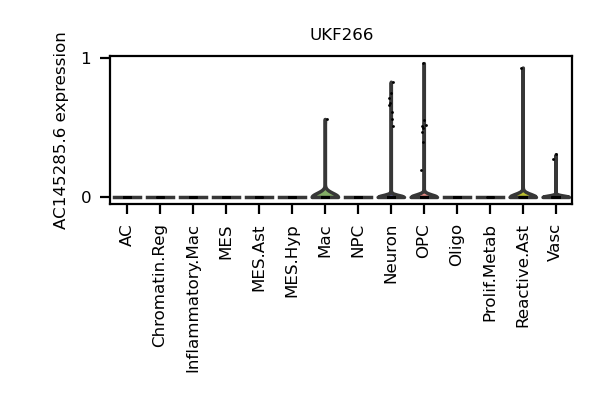 UKF266
AC145285.6 expression
1
0
AC
Chromatin.Reg
Inflammatory.Mac
MES
MES.Ast
MES.Hyp
Mac
NPC
Neuron
OPC
Oligo
Prolif.Metab
Reactive.Ast
Vasc